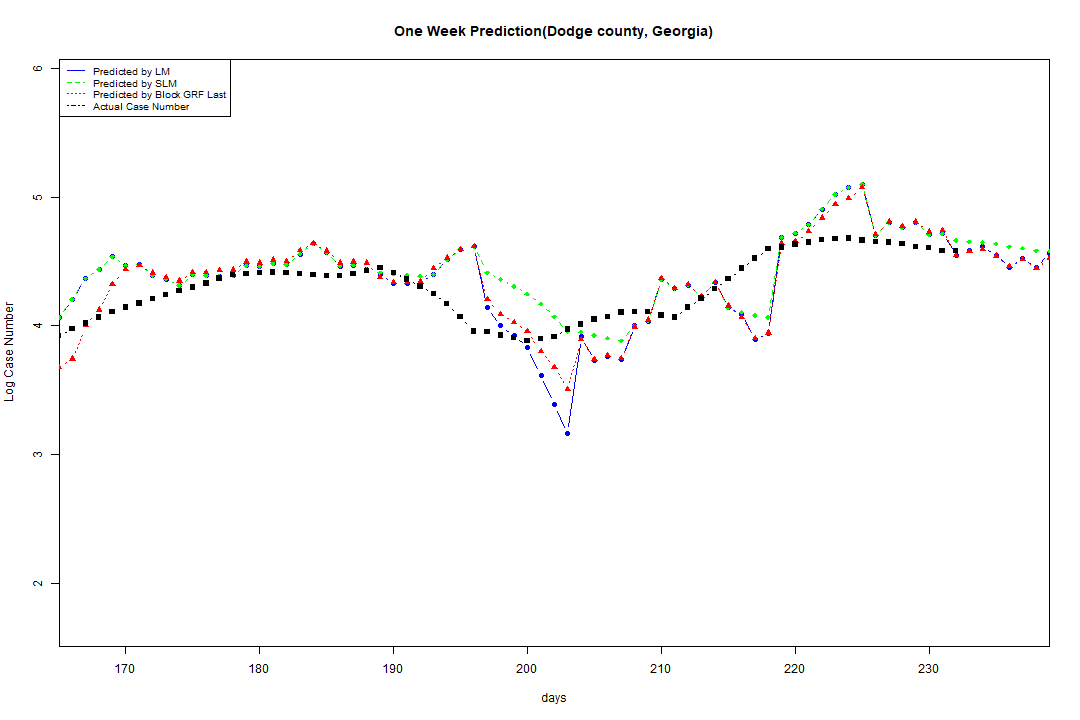 One Week Prediction(Dodge county, Georgia)
Predicted by LM
Predicted by SLM
Predicted by Block GRF Last
Actual Case Number
6
5
4
3
2
Log Case Number
170 180 190 200 210 220 230
days